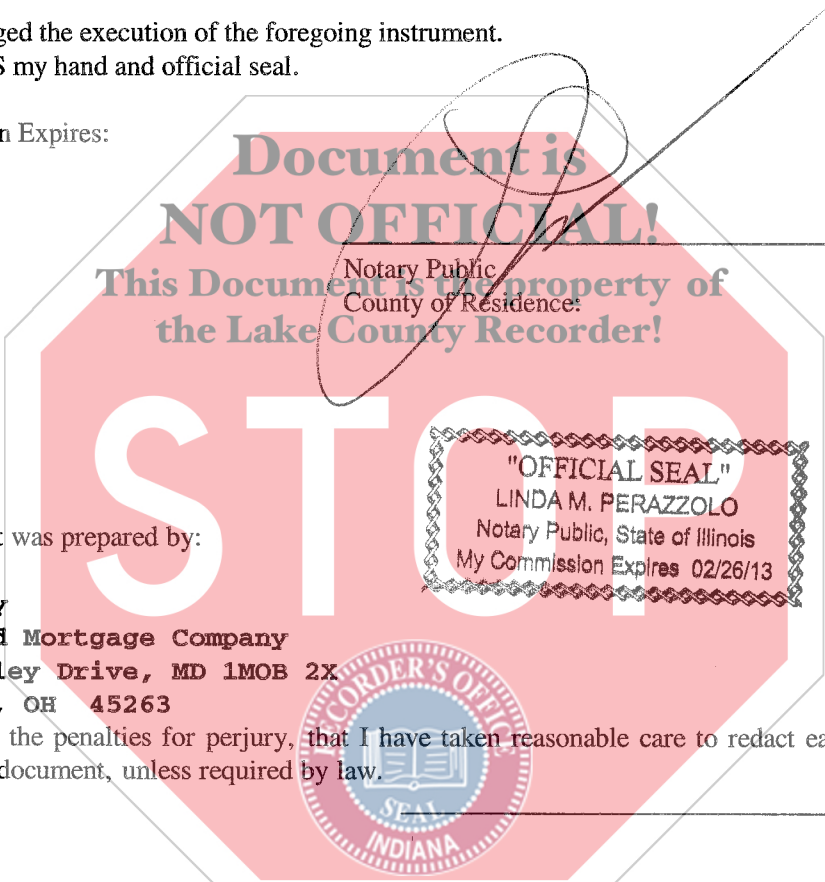 ged the execution of the foregoing instrument.
S my hand and official seal.
n Expires:
Document is
NOT OFFICIAL!
This Document is the property of
the Lake County Recorder!
Notary Public
County of Residence:
STOP
"OFFICIAL SEAL"
LINDA M. PERAZZOLO
Notary Public, State of Illinois
My Commission Expires 02/26/13
t was prepared by:
Y
d Mortgage Company
ley Drive, MD 1MOB 2X
, OH 45263
the penalties for perjury, that I have taken reasonable care to redact ea
document, unless required by law.
RECORDER'S OFFICE
SEAL
INDIANA